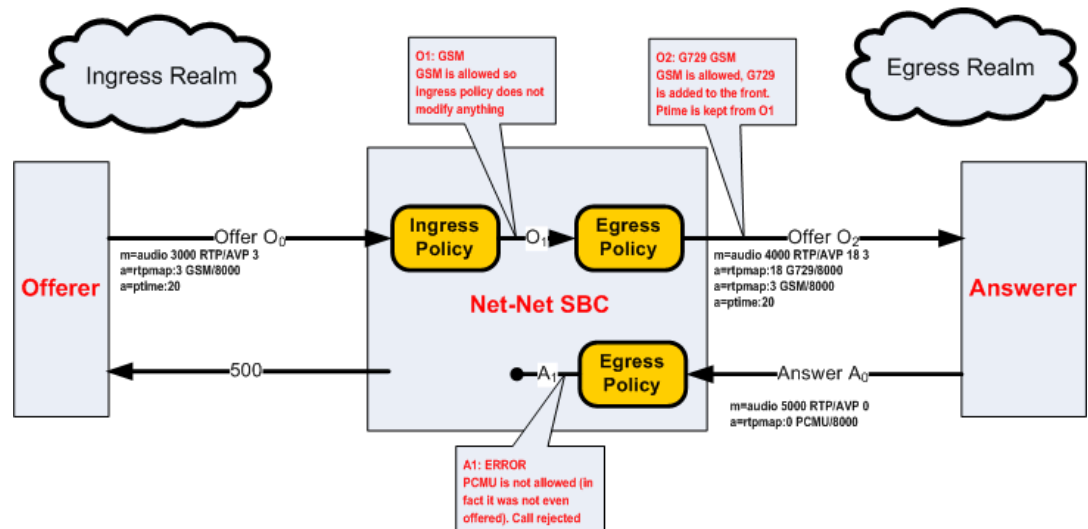 Ingress Realm
Egress Realm
O1: GSM
GSM is allowed so
ingress policy does not
modify anything
O2: G729 GSM
GSM is allowed, G729
is added to the front.
Ptime is kept from O1
Offerer
Offer O0
m=audio 3000 RTP/AVP 3
a=rtpmap:3 GSM/8000
a=ptime:20
Ingress
Policy
O1
Egress
Policy
Offer O2
m=audio 4000 RTP/AVP 18 3
a=rtpmap:18 G729/8000
a=rtpmap:3 GSM/8000
a=ptime:20
Answerer
Net-Net SBC
500
A1
Egress
Policy
Answer A0
m=audio 5000 RTP/AVP 0
a=rtpmap:0 PCMU/8000
A1: ERROR
PCMU is not allowed (in
fact it was not even
offered). Call rejected